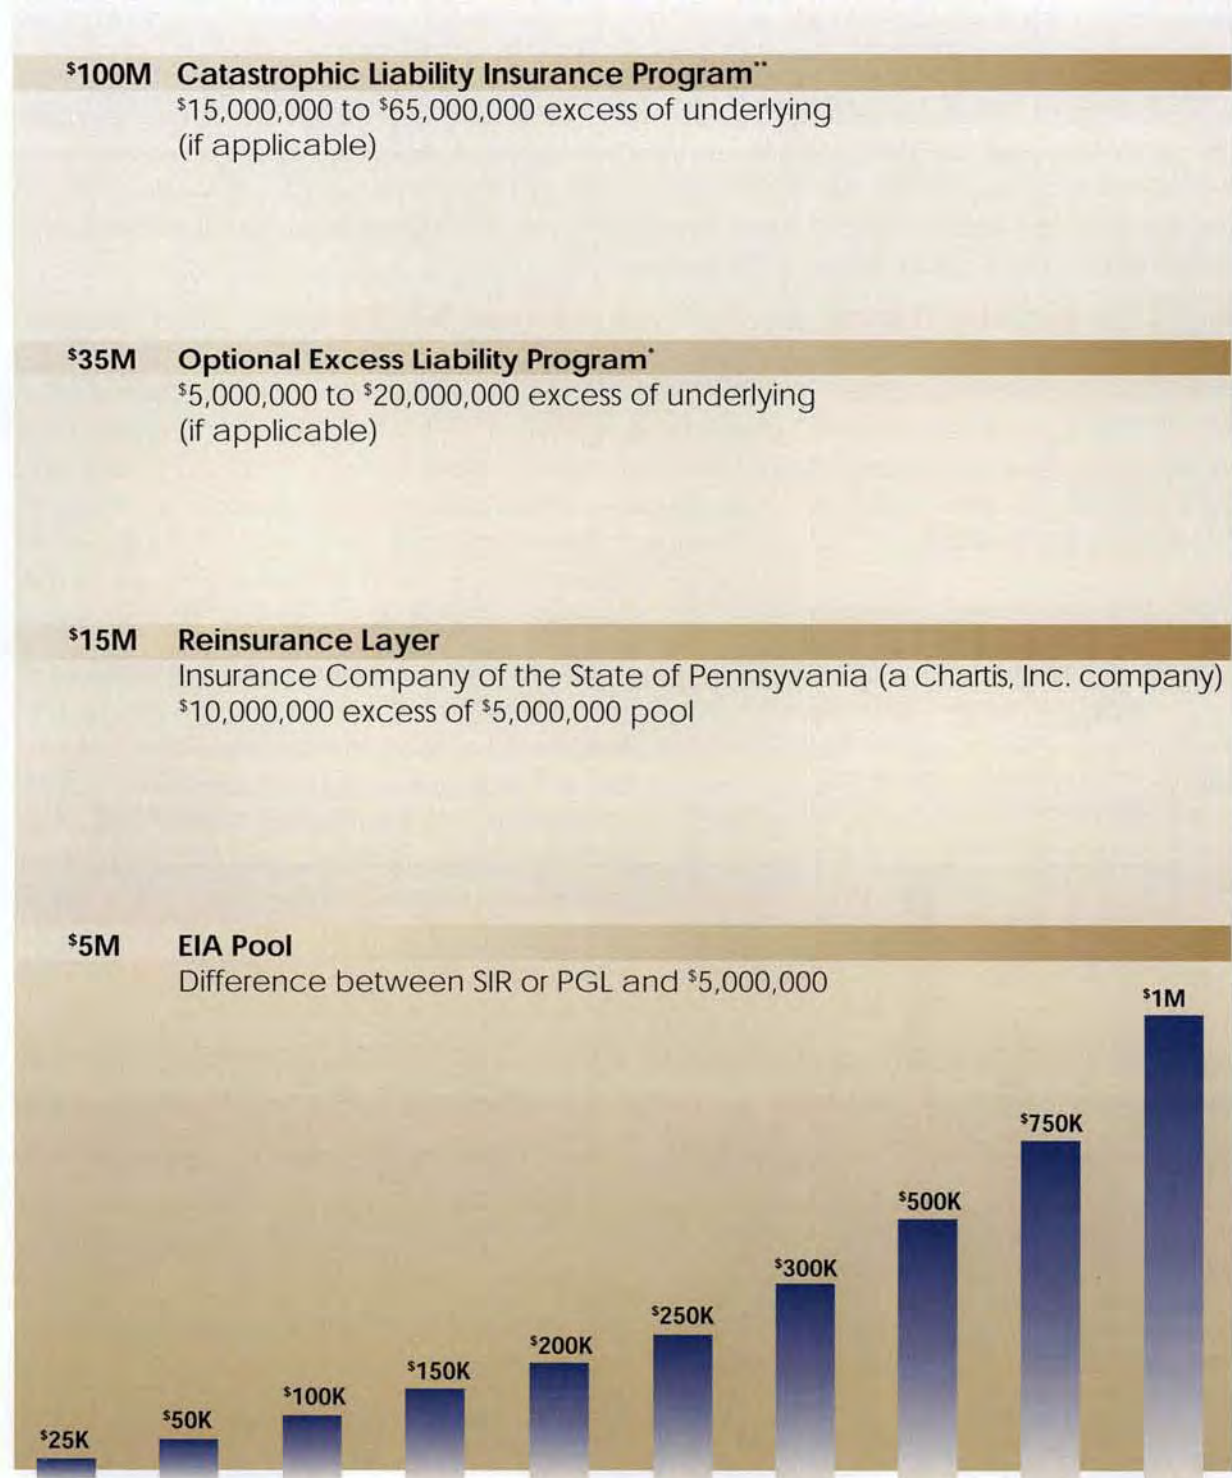 $100M Catastrophic Liability Insurance Program**
$15,000,000 to $65,000,000 excess of underlying
(if applicable)
$35M Optional Excess Liability Program*
$5,000,000 to $20,000,000 excess of underlying
(if applicable)
$15M Reinsurance Layer
Insurance Company of the State of Pennsyvania (a Chartis, Inc. company)
$10,000,000 excess of $5,000,000 pool
$5M EIA Pool
Difference between SIR or PGL and $5,000,000
$1M
$750K
$500K
$300K
$250K
$200K
$150K
$100K
$50K
$25K